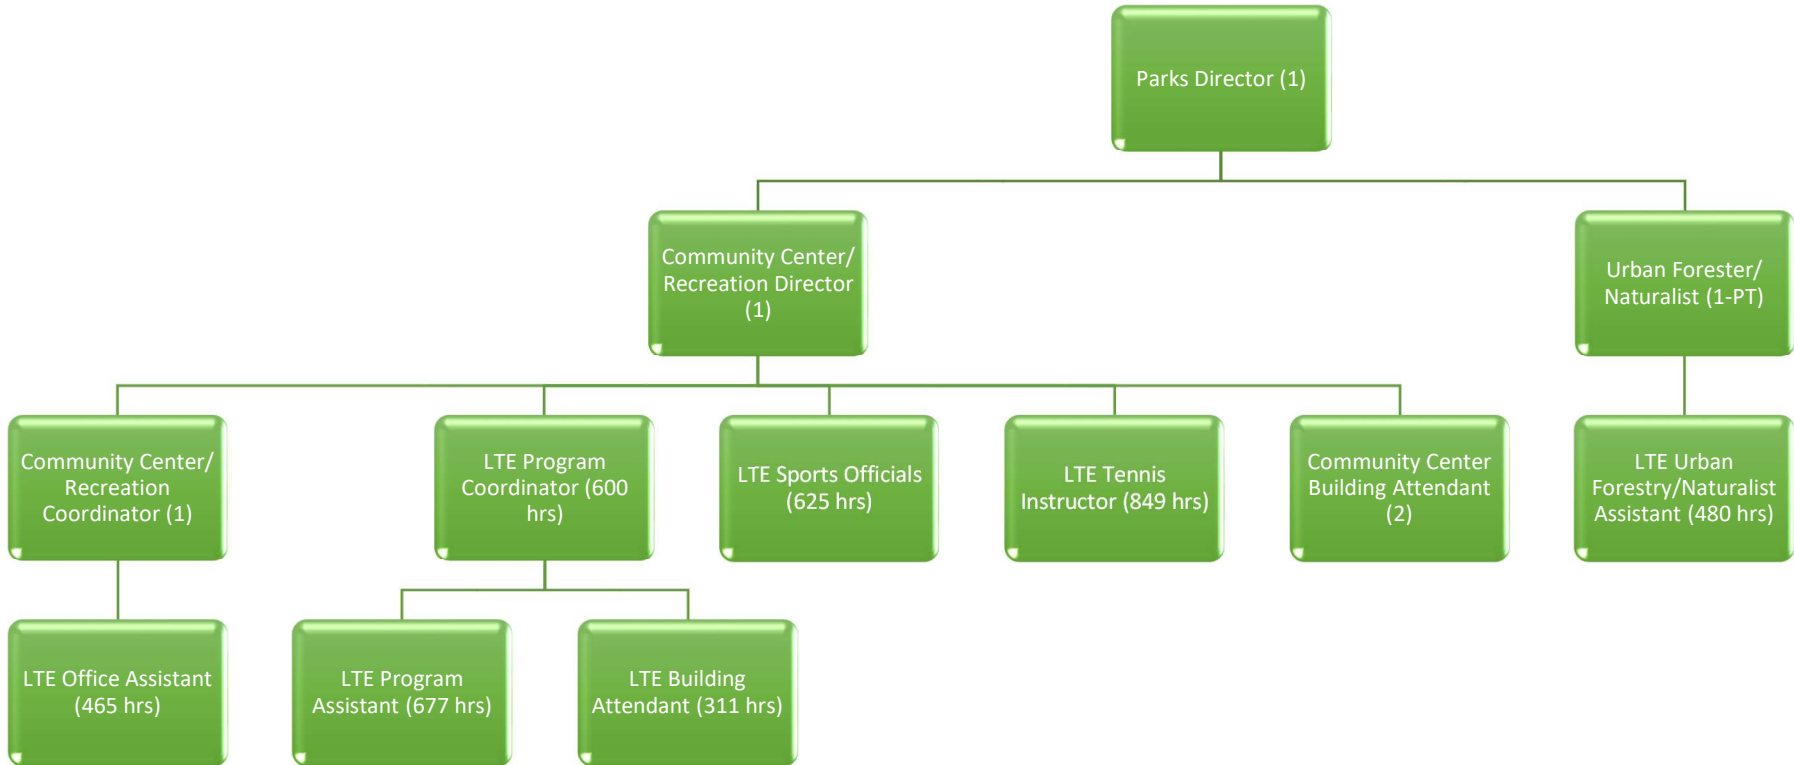 Parks Director (1)
Community Center/
Recreation Director
(1)
Urban Forester/
Naturalist (1-PT)
Community Center/
Recreation
Coordinator (1)
LTE Program
Coordinator (600
hrs)
LTE Sports Officials
(625 hrs)
LTE Tennis
Instructor (849 hrs)
Community Center
Building Attendant
(2)
LTE Urban
Forestry/Naturalist
Assistant (480 hrs)
LTE Office Assistant
(465 hrs)
LTE Program
Assistant (677 hrs)
LTE Building
Attendant (311 hrs)